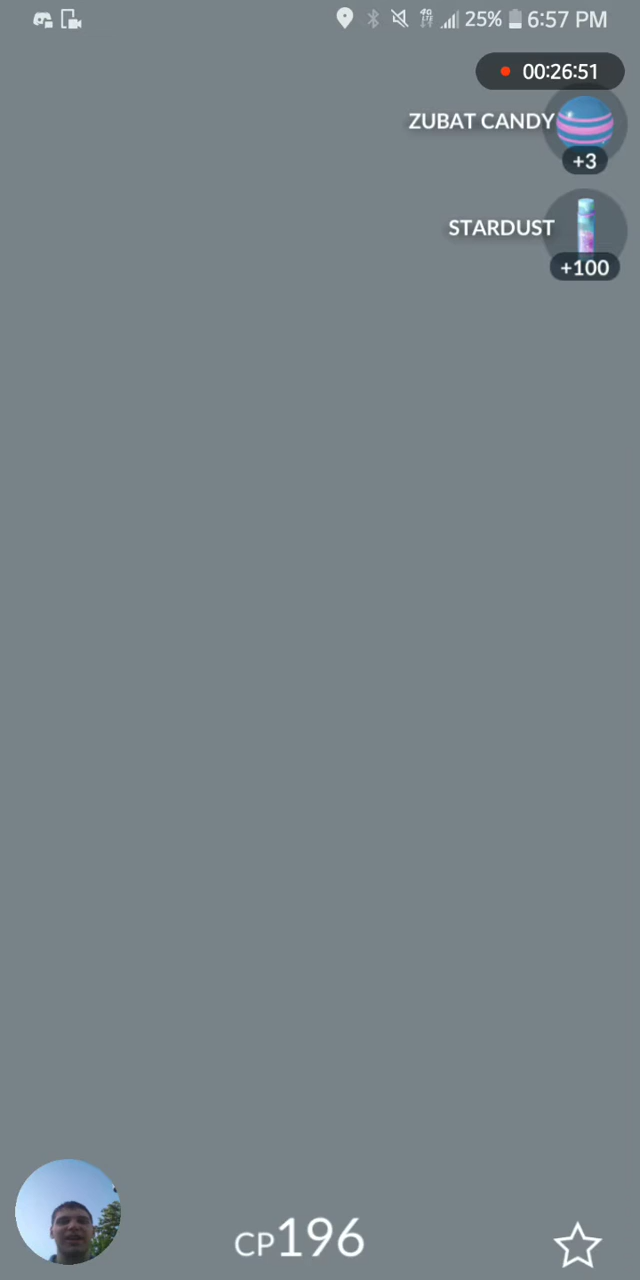 25% 6:57 PM
00:26:51
ZUBAT CANDY
+3
STARDUST
+100
CP196